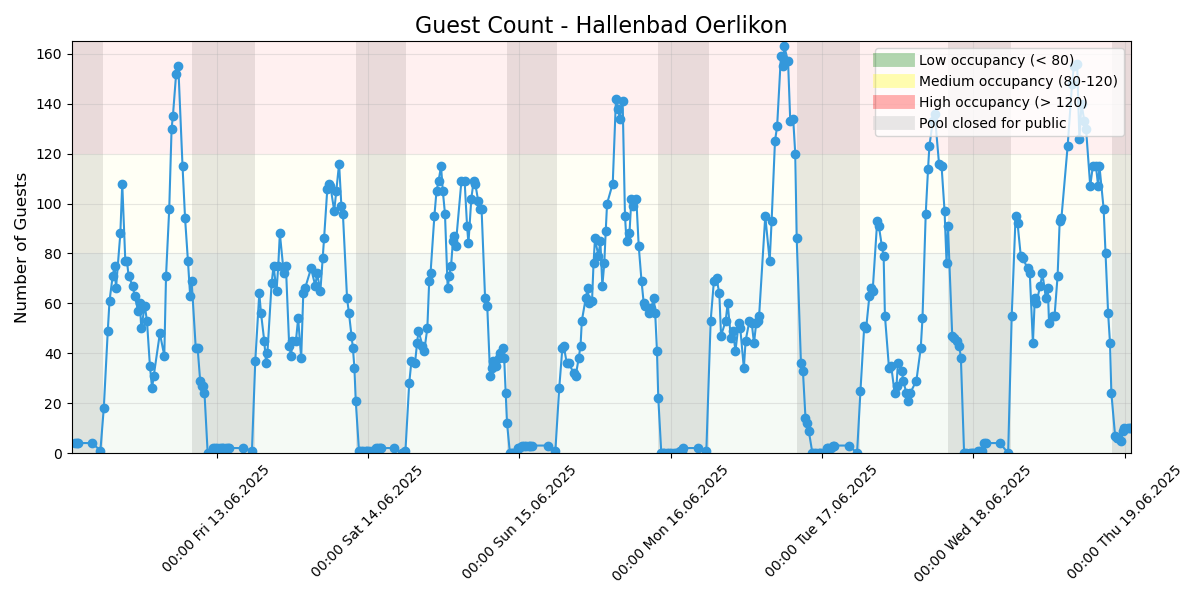 Guest Count - Hallenbad Oerlikon
Number of Guests
160
140
120
100
80
60
40
20
0
Low occupancy (< 80)
Medium occupancy (80-120)
High occupancy (> 120)
Pool closed for public
00:00 Fri 13.06.2025
00:00 Sat 14.06.2025
00:00 Sun 15.06.2025
00:00 Mon 16.06.2025
00:00 Tue 17.06.2025
00:00 Wed 18.06.2025
00:00 Thu 19.06.2025